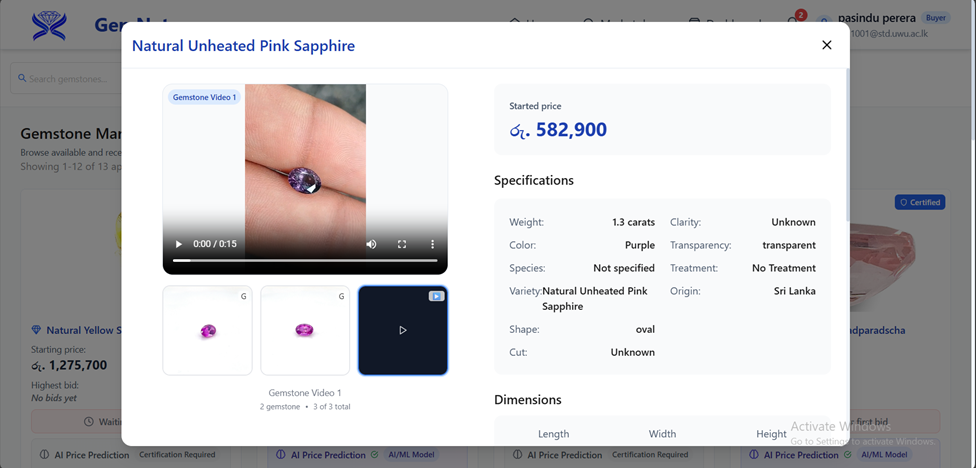 Natural Unheated Pink Sapphire
pasindu perera Buyer
1001@std.uwu.ac.lk
2
Search gemstones...
Gemstone Mar
Browse available and rece
Showing 1-12 of 13 ap
Gemstone Video 1
0:00 / 0:15
G
G
Gemstone Video 1
2 gemstone • 3 of 3 total
Started price
රු. 582,900
Specifications
Weight: 1.3 carats Clarity: Unknown
Color: Purple Transparency: transparent
Species: Not specified Treatment: No Treatment
Variety: Natural Unheated Pink Sapphire Origin: Sri Lanka
Shape: oval
Cut: Unknown
Dimensions
Length Width Height
Certified
Natural Yellow S
Starting price:
රු. 1,275,700
Highest bid:
No bids yet
Waitin
AI Price Prediction Certification Required
AI Price Prediction AI/ML Model
AI Price Prediction Certification Required
AI Price Prediction AI/ML Model
dparadscha
first bid
Activate Windows
Go to Settings to activate Windows.